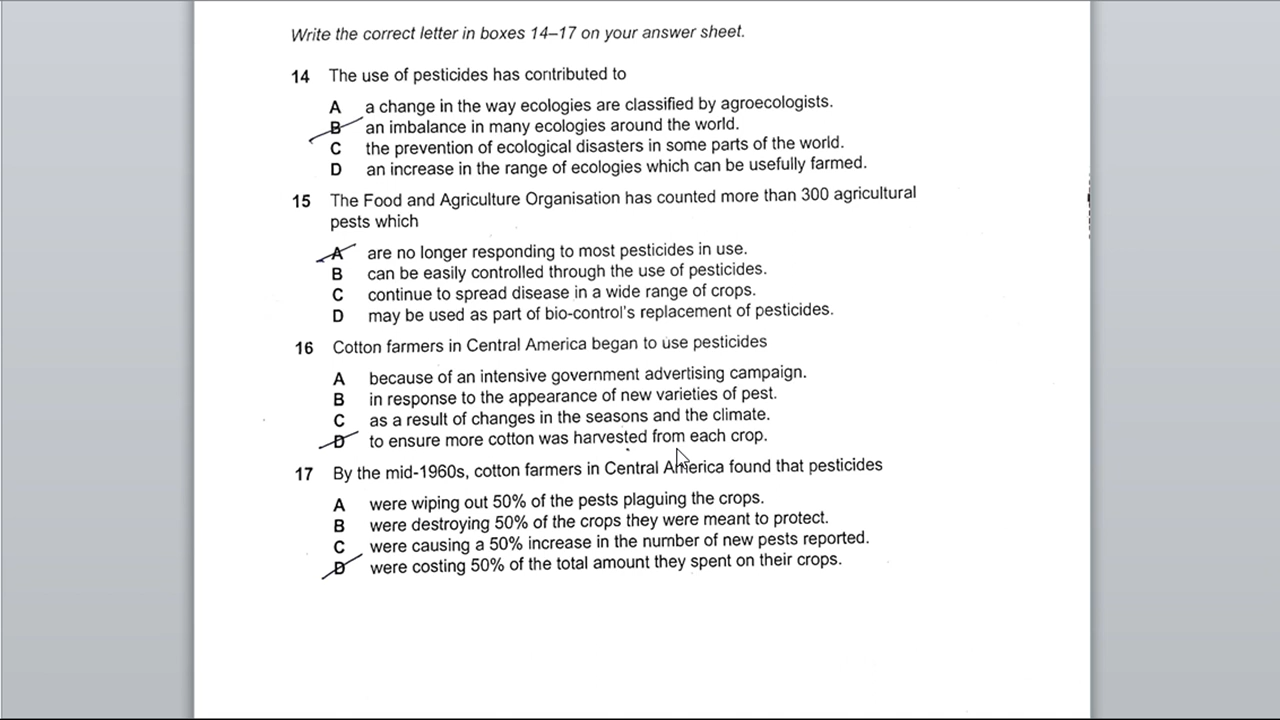 Write the correct letter in boxes 14–17 on your answer sheet.
14 The use of pesticides has contributed to
A a change in the way ecologies are classified by agroecologists.
B an imbalance in many ecologies around the world.
C the prevention of ecological disasters in some parts of the world.
D an increase in the range of ecologies which can be usefully farmed.
15 The Food and Agriculture Organisation has counted more than 300 agricultural
pests which
A are no longer responding to most pesticides in use.
B can be easily controlled through the use of pesticides.
C continue to spread disease in a wide range of crops.
D may be used as part of bio-control's replacement of pesticides.
16 Cotton farmers in Central America began to use pesticides
A because of an intensive government advertising campaign.
B in response to the appearance of new varieties of pest.
C as a result of changes in the seasons and the climate.
D to ensure more cotton was harvested from each crop.
17 By the mid-1960s, cotton farmers in Central America found that pesticides
A were wiping out 50% of the pests plaguing the crops.
B were destroying 50% of the crops they were meant to protect.
C were causing a 50% increase in the number of new pests reported.
D were costing 50% of the total amount they spent on their crops.